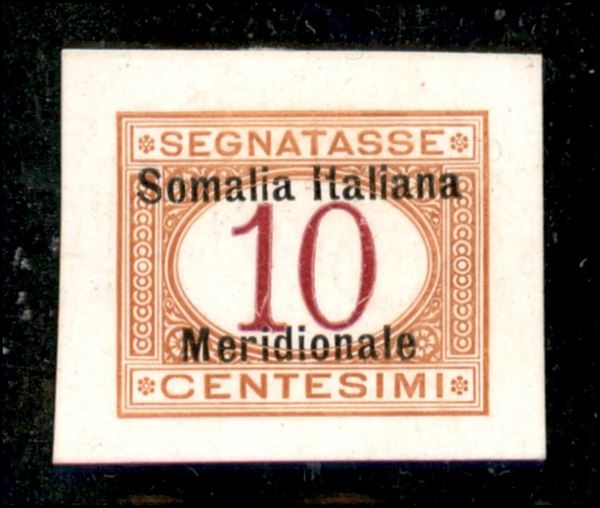 SEGNATASSE
Somalia Italiana
10
Meridionale
CENTESIMI